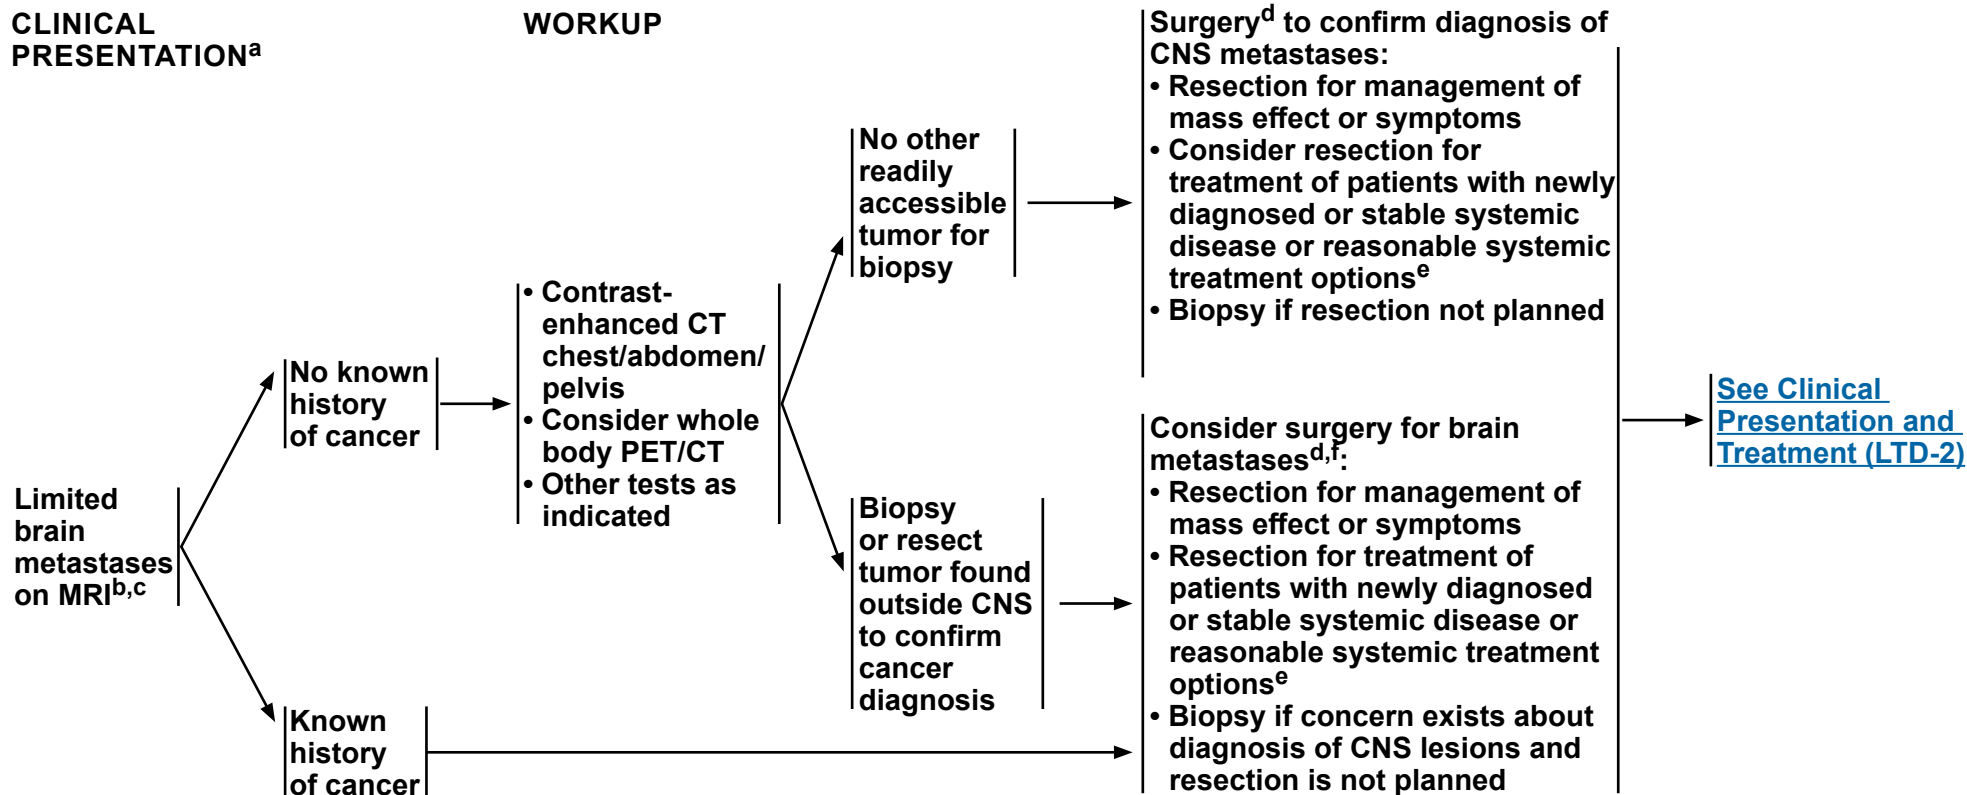 CLINICAL
PRESENTATIONa
WORKUP
Limited
brain
metastases
on MRIb,c
No known
history
of cancer
Known
history
of cancer
• Contrast-
enhanced CT
chest/abdomen/
pelvis
• Consider whole
body PET/CT
• Other tests as
indicated
No other
readily
accessible
tumor for
biopsy
Biopsy
or resect
tumor found
outside CNS
to confirm
cancer
diagnosis
Surgeryd to confirm diagnosis of
CNS metastases:
• Resection for management of
mass effect or symptoms
• Consider resection for
treatment of patients with newly
diagnosed or stable systemic
disease or reasonable systemic
treatment optionse
• Biopsy if resection not planned
Consider surgery for brain
metastasesd,f:
• Resection for management of
mass effect or symptoms
• Resection for treatment of
patients with newly diagnosed
or stable systemic disease or
reasonable systemic treatment
optionse
• Biopsy if concern exists about
diagnosis of CNS lesions and
resection is not planned
See Clinical
Presentation and
Treatment (LTD-2)